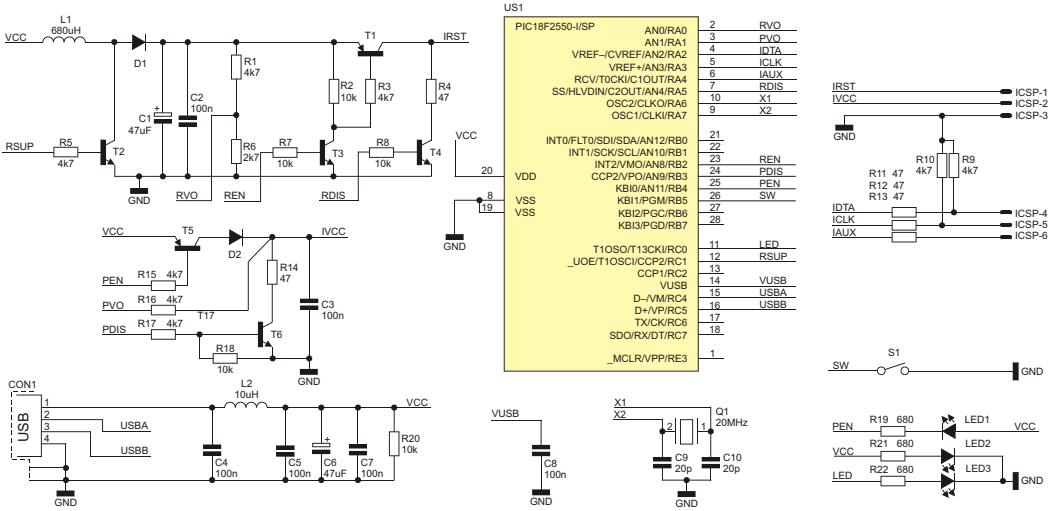 US1
L1
680uH
VCC
D1
T1
IRST
R1
4k7
R2
10k
R3
4k7
R4
47
C2
100n
+
C1
47uF
RSUP
R5
4k7
T2
R6
2k7
R7
10k
T3
R8
10k
T4
GND
RVO
REN
RDIS
VCC
GND
VCC
T5
D2
IVCC
R14
47
PEN
R15 4k7
PVO
R16 4k7
T17
PDIS
R17 4k7
T6
C3
100n
R18
10k
GND
PIC18F2550-I/SP
AN0/RA0 2 RVO
AN1/RA1 3 PVO
VREF–/CVREF/AN2/RA2 4 IDTA
VREF+/AN3/RA3 5 ICLK
RCV/T0CKI/C1OUT/RA4 6 IAUX
SS/HLVDIN/C2OUT/AN4/RA5 7 RDIS
OSC2/CLKO/RA6 10 X1
OSC1/CLKI/RA7 9 X2
INT0/FLT0/SDI/SDA/AN12/RB0 21
INT1/SCK/SCL/AN10/RB1 22
INT2/VMO/AN8/RB2 23 REN
20 VDD
CCP2/VPO/AN9/RB3 24 PDIS
KBI0/AN11/RB4 25 PEN
8 VSS
KBI1/PGM/RB5 26 SW
19 VSS
KBI2/PGC/RB6 27
KBI3/PGD/RB7 28
T1OSO/T13CKI/RC0 11 LED
_UOE/T1OSCI/CCP2/RC1 12 RSUP
CCP1/RC2 13
VUSB 14 VUSB
D–/VM/RC4 15 USBA
D+/VP/RC5 16 USBB
TX/CK/RC6 17
SDO/RX/DT/RC7 18
_MCLR/VPP/RE3 1
IRST ICSP-1
IVCC ICSP-2
ICSP-3
GND
R10
4k7
R9
4k7
R11 47
R12 47
R13 47
IDTA ICSP-4
ICLK ICSP-5
IAUX ICSP-6
SW
S1
GND
CON1
USB
1
2
3
4
USBA
USBB
GND
L2
10uH
VCC
C4
100n
C5
100n
+
C6
47uF
C7
100n
R20
10k
GND
VUSB
C8
100n
GND
X1
X2
2
1
Q1
20MHz
C9
20p
C10
20p
GND
PEN
R19 680
LED1
VCC
VCC
R21 680
LED2
LED
R22 680
LED3
GND